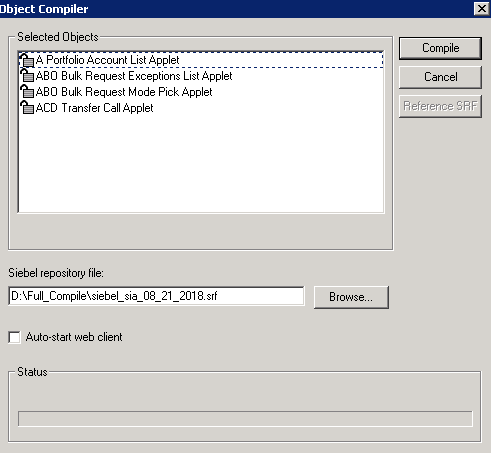 Object Compiler
Selected Objects
A Portfolio Account List Applet
ABO Bulk Request Exceptions List Applet
ABO Bulk Request Mode Pick Applet
ACD Transfer Call Applet
Compile
Cancel
Reference SRF
Siebel repository file:
D:\Full_Compile\siebel_sia_08_21_2018.srf
Browse...
Auto-start web client
Status